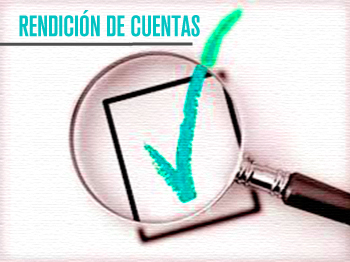 RENDICIÓN DE CUENTAS